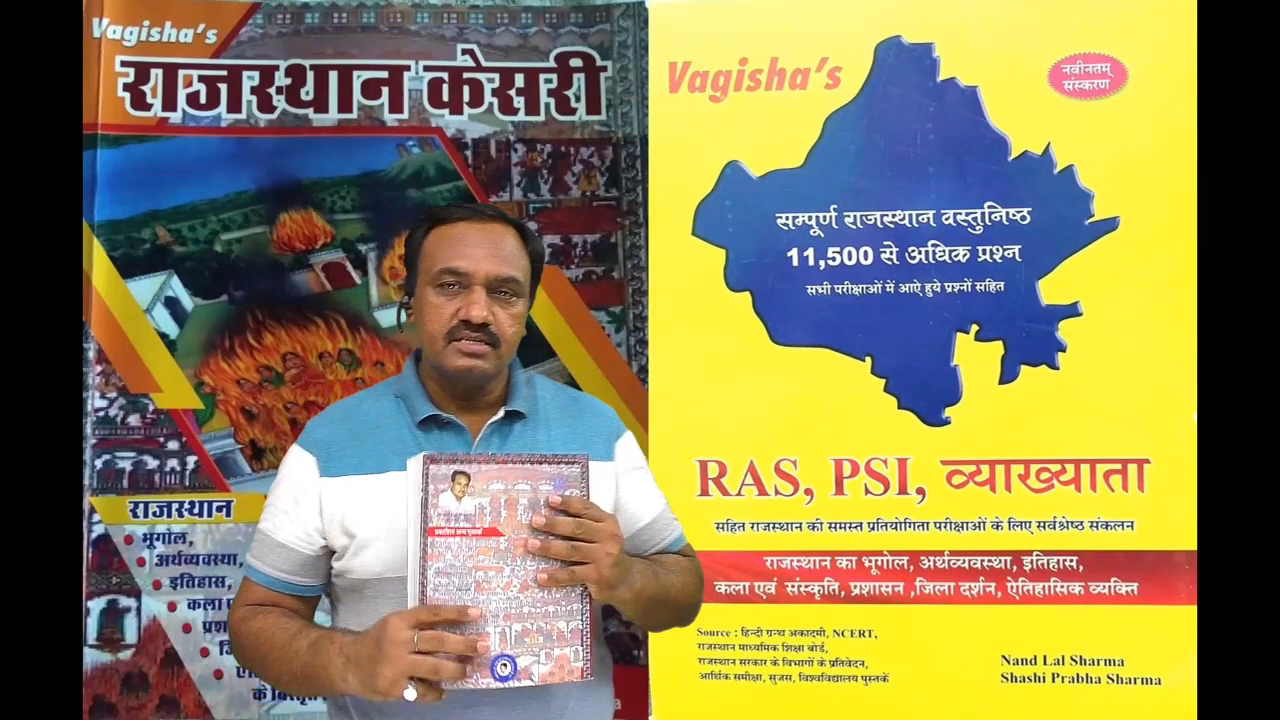 Vagisha's
राजस्थान केसरी
राजस्थान
भूगोल,
अर्थव्यवस्था,
इतिहास,
कला
Vagisha's
नवीनतम्
संस्करण
सम्पूर्ण राजस्थान वस्तुनिष्ठ
11,500 से अधिक प्रश्न
सभी परीक्षाओं में आऐ हुये प्रश्नों सहित
RAS, PSI, व्याख्याता
सहित राजस्थान की समस्त प्रतियोगिता परीक्षाओं के लिए सर्वश्रेष्ठ संकलन
राजस्थान का भूगोल, अर्थव्यवस्था, इतिहास,
कला एवं संस्कृति, प्रशासन ,जिला दर्शन, ऐतिहासिक व्यक्ति
Source : हिन्दी ग्रन्थ अकादमी, NCERT,
राजस्थान माध्यमिक शिक्षा बोर्ड,
राजस्थान सरकार के विभागों के प्रतिवेदन,
आर्थिक समीक्षा, सुजस, विश्वविद्यालय पुस्तकें
Nand Lal Sharma
Shashi Prabha Sharma